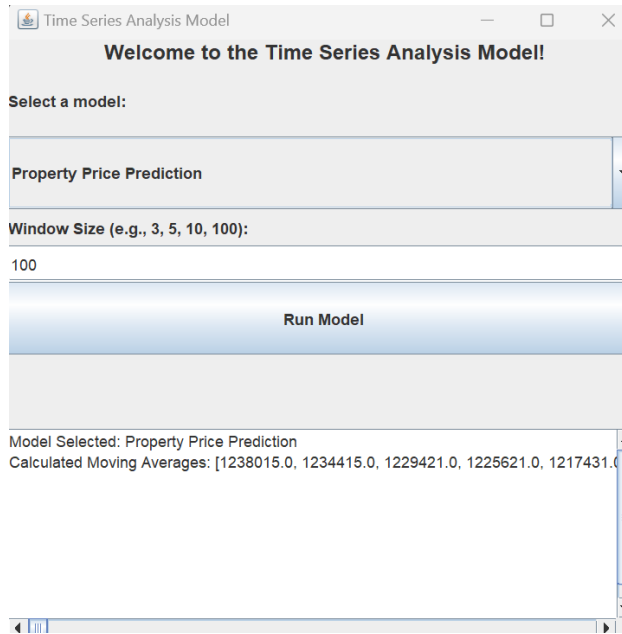 Time Series Analysis Model
Welcome to the Time Series Analysis Model!
Select a model:
Property Price Prediction
Window Size (e.g., 3, 5, 10, 100):
100
Run Model
Model Selected: Property Price Prediction
Calculated Moving Averages: [1238015.0, 1234415.0, 1229421.0, 1225621.0, 1217431.0